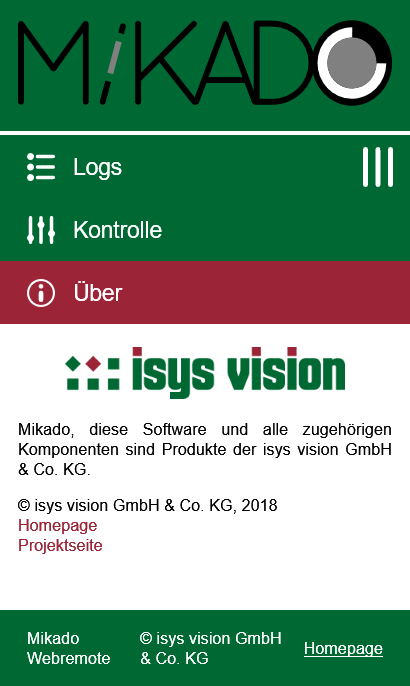 MiKADO
Logs
Kontrolle
Über
isys vision
Mikado, diese Software und alle zugehörigen
Komponenten sind Produkte der isys vision GmbH
& Co. KG.
© isys vision GmbH & Co. KG, 2018
Homepage
Projektseite
Mikado
Webremote
© isys vision GmbH
& Co. KG
Homepage